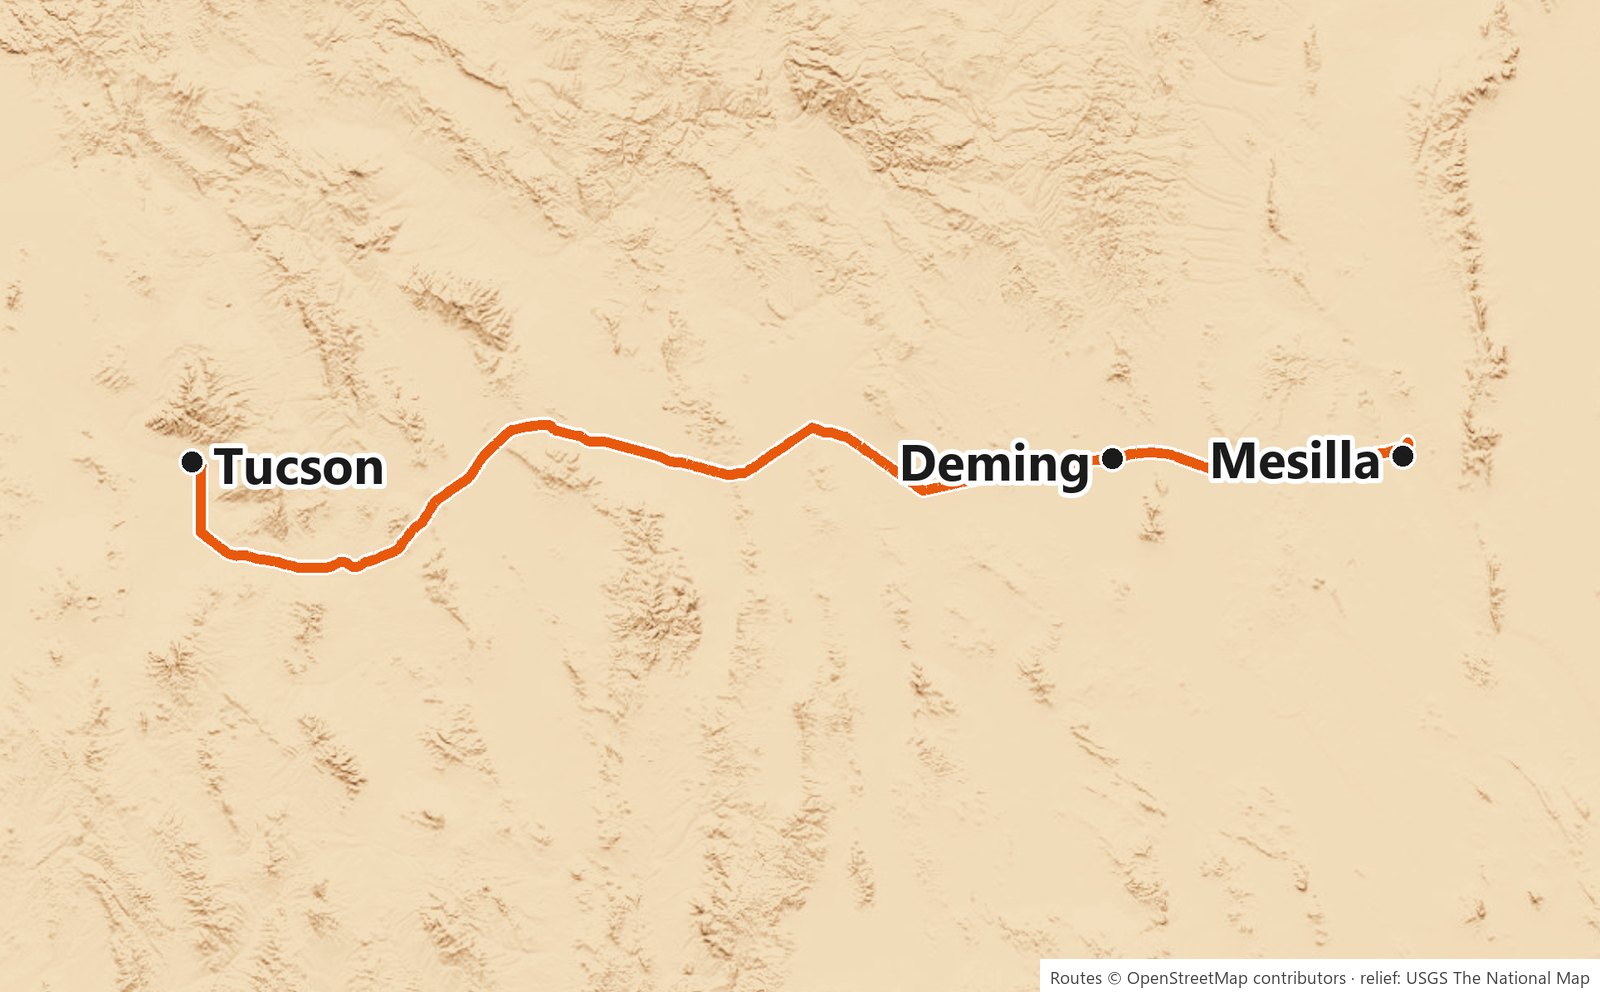 Tucson
Deming
Mesilla
Routes © OpenStreetMap contributors · relief: USGS The National Map